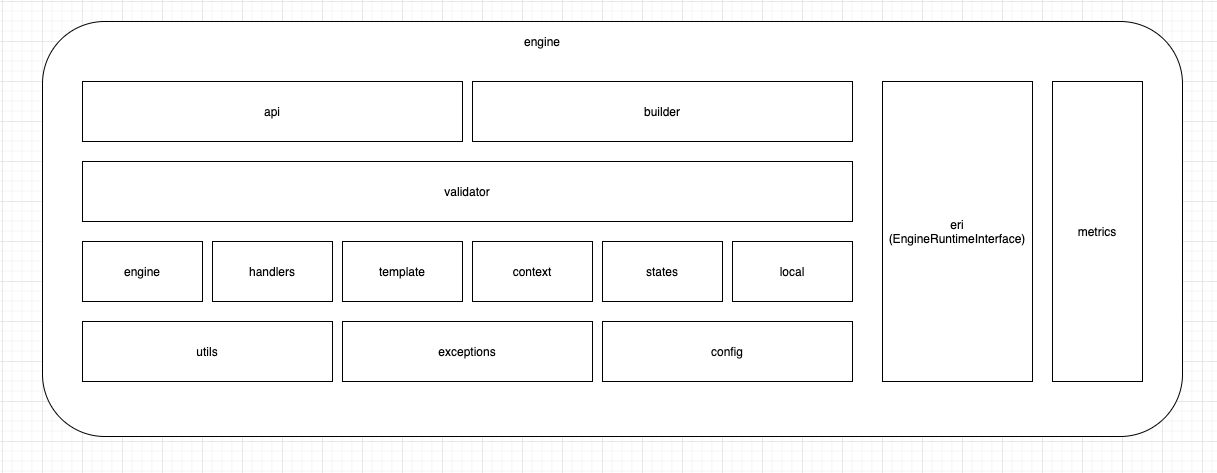 engine
api
builder
validator
engine
handlers
template
context
states
local
utils
exceptions
config
eri
(EngineRuntimeInterface)
metrics